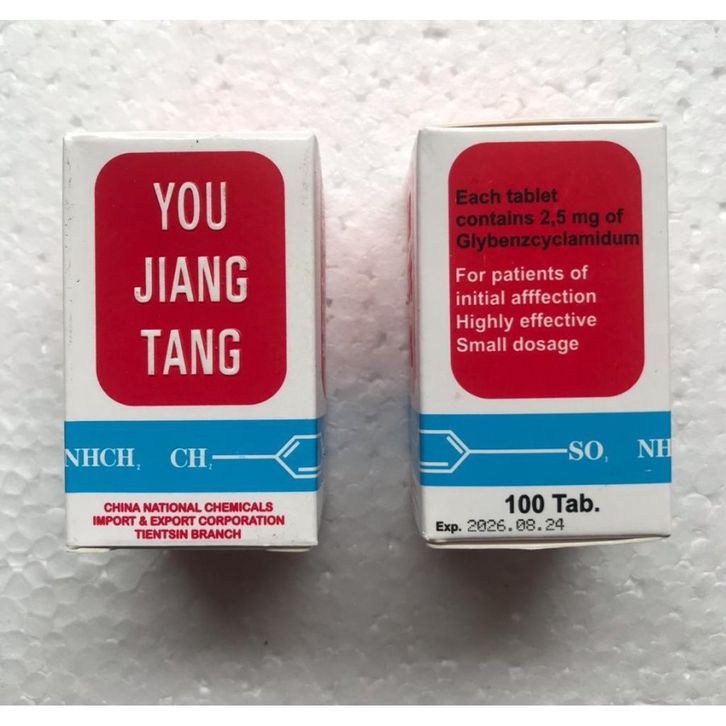 YOU
JIANG
TANG
NHCH₂ CH₂
CHINA NATIONAL CHEMICALS
IMPORT & EXPORT CORPORATION
TIENTSIN BRANCH
Each tablet
contains 2,5 mg of
Glybenzcyclamidum
For patients of
initial afffection
Highly effective
Small dosage
SO₃ NH
100 Tab.
Exp. 2026.08.24